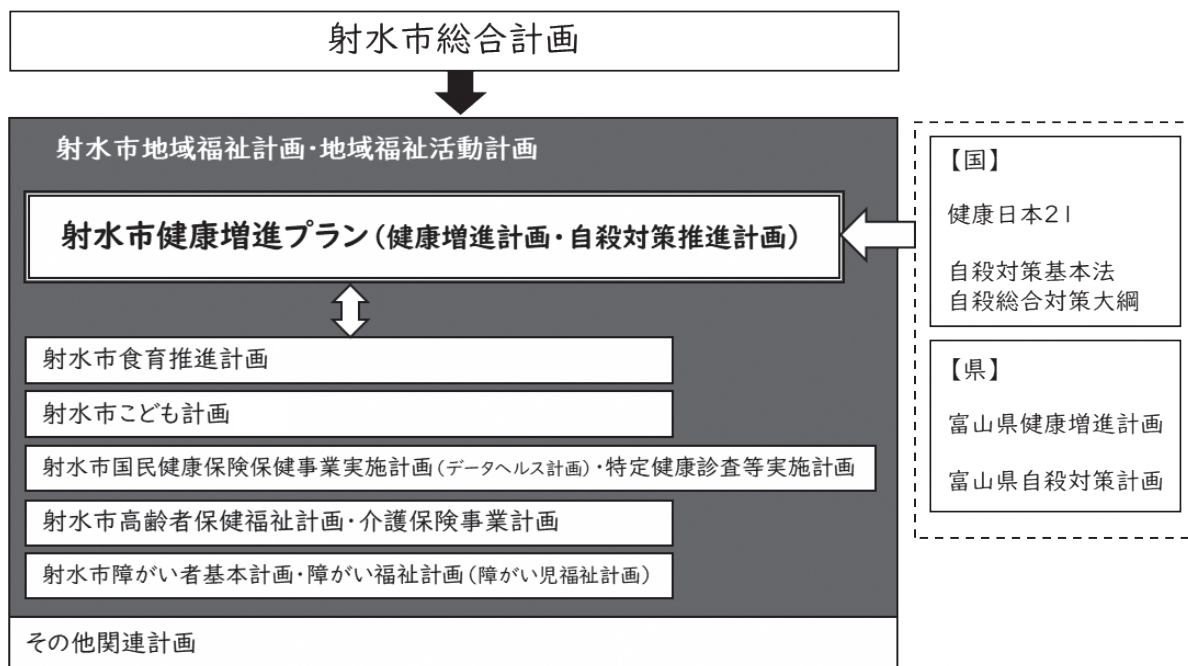 射水市総合計画
射水市地域福祉計画・地域福祉活動計画
射水市健康増進プラン(健康増進計画・自殺対策推進計画)
射水市食育推進計画
射水市こども計画
射水市国民健康保険保健事業実施計画(データヘルス計画)・特定健康診査等実施計画
射水市高齢者保健福祉計画・介護保険事業計画
射水市障がい者基本計画・障がい福祉計画(障がい児福祉計画)
その他関連計画
【国】
健康日本21
自殺対策基本法
自殺総合対策大綱
【県】
富山県健康増進計画
富山県自殺対策計画